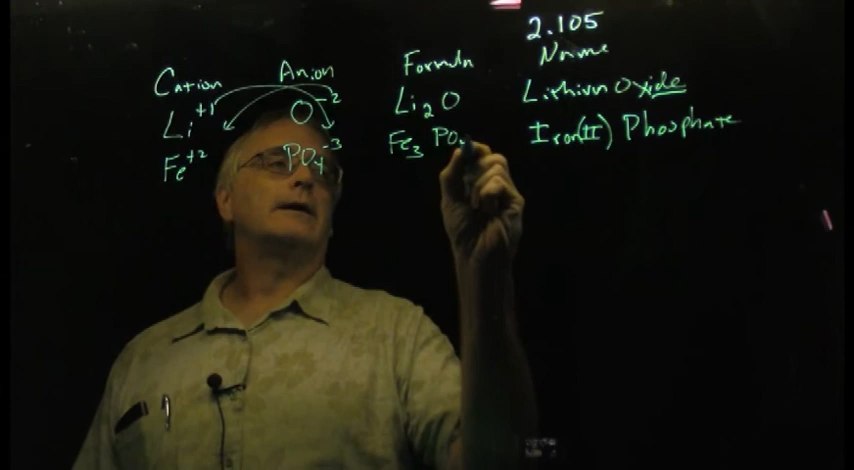 2.105
Cation Anion Formula Name
Li+1 O-2 Li2O Lithium Oxide
Fe+2 PO4-3 Fe3 PO4 Iron(II) Phosphate